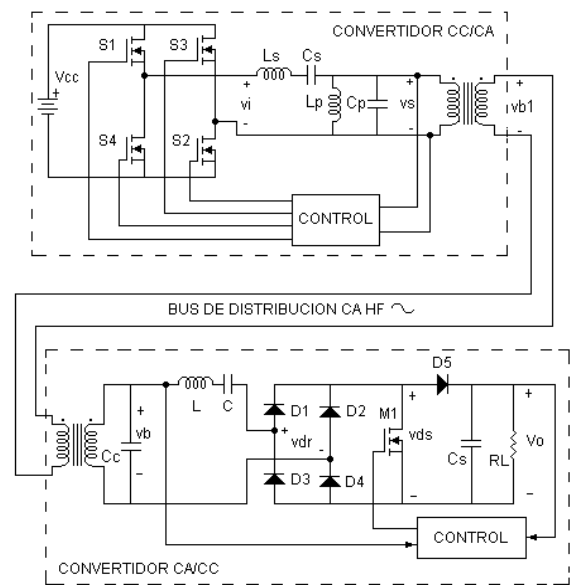 CONVERTIDOR CC/CA
S1
S3
Vcc
+
Ls
Cs
+
vi
-
Lp
Cp
+
vs
-
+
vb1
-
S4
S2
CONTROL
BUS DE DISTRIBUCION CA HF
D5
L
C
+
vb
-
Cc
D1
D2
+
vdr
-
D3
D4
M1
+
vds
-
Cs
RL
+
Vo
-
CONTROL
CONVERTIDOR CA/CC